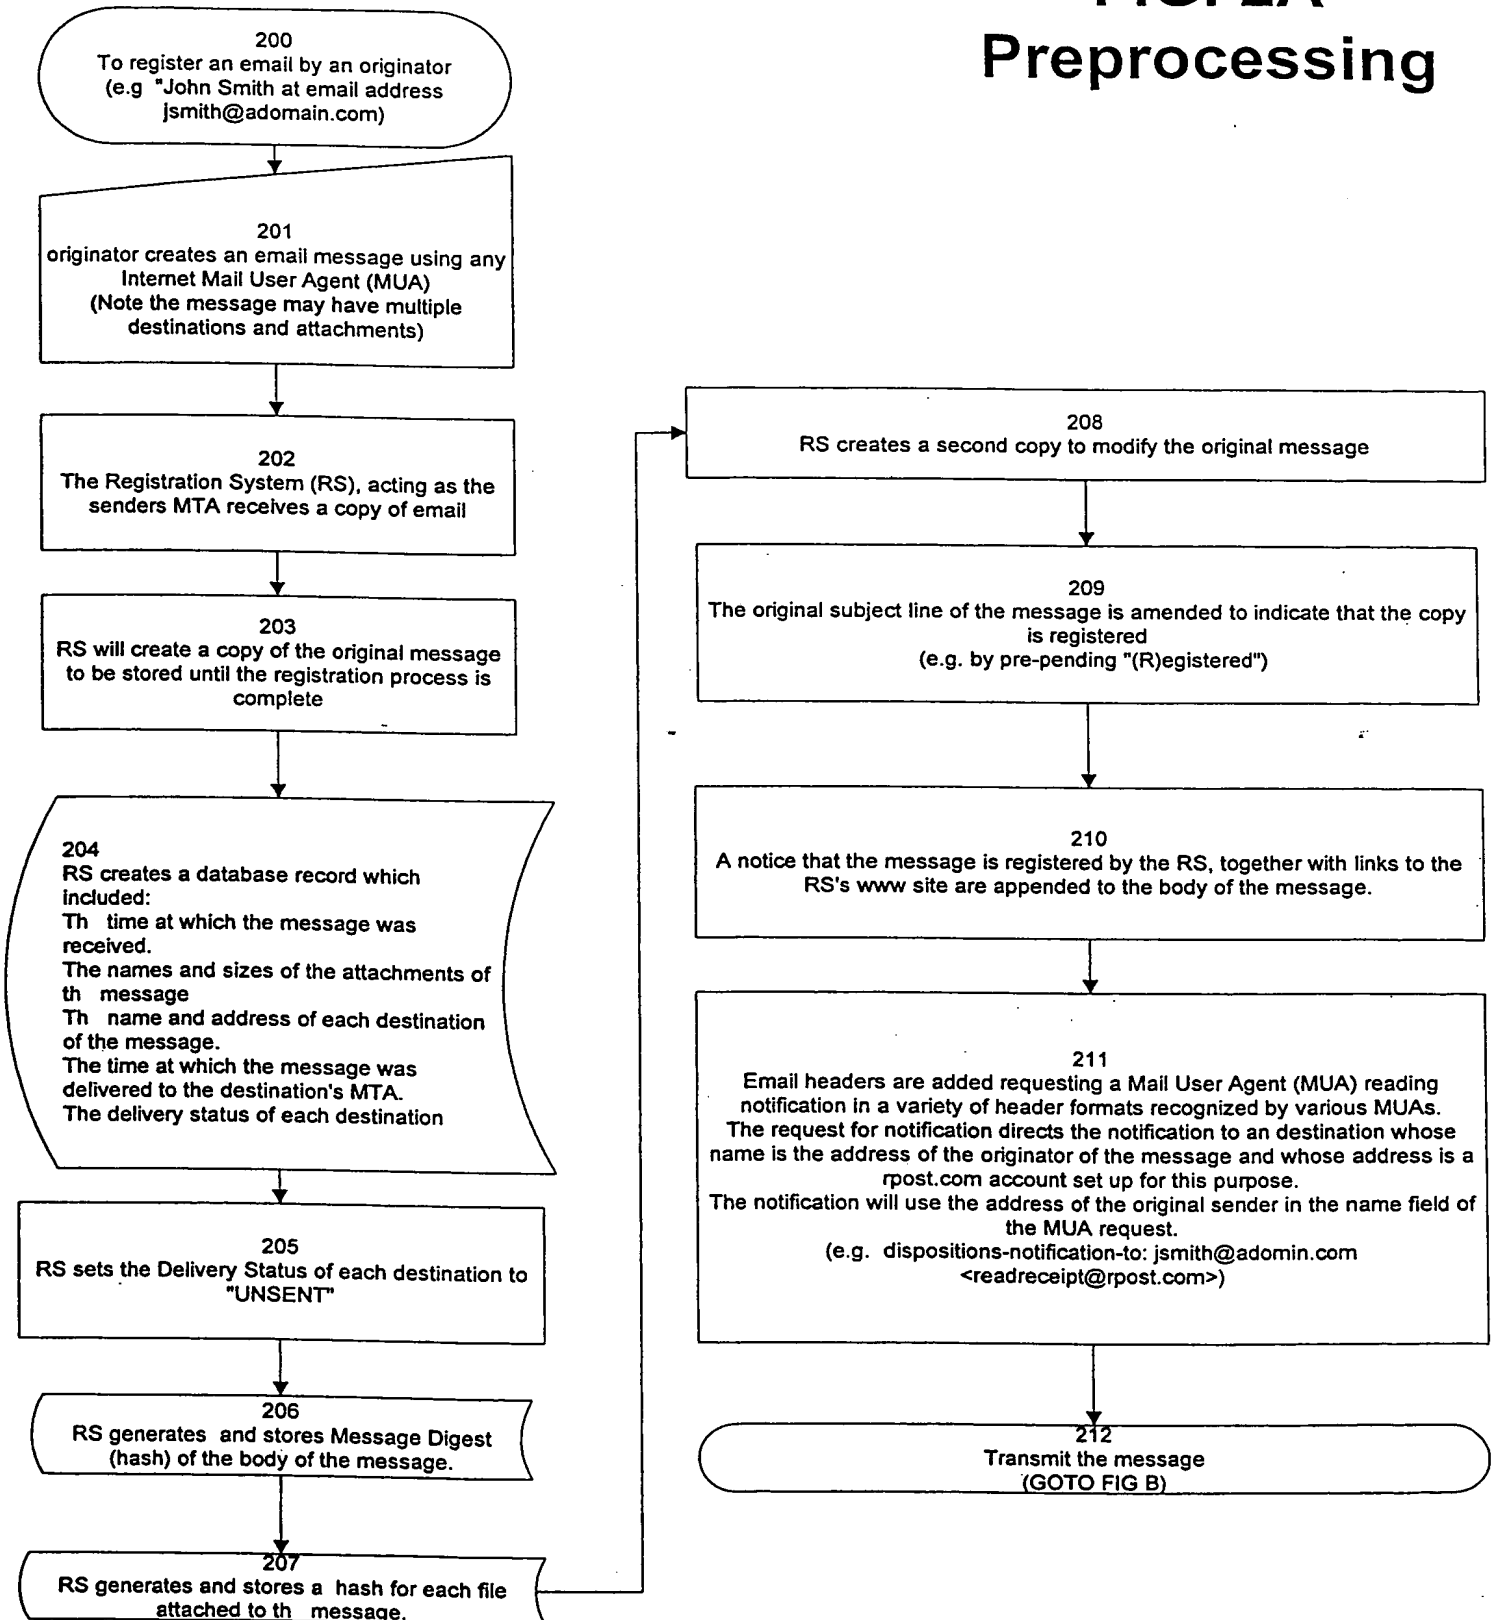 Preprocessing
200
To register an email by an originator
(e.g "John Smith at email address
jsmith@adomain.com)
201
originator creates an email message using any
Internet Mail User Agent (MUA)
(Note the message may have multiple
destinations and attachments)
202
The Registration System (RS), acting as the
senders MTA receives a copy of email
203
RS will create a copy of the original message
to be stored until the registration process is
complete
204
RS creates a database record which
included:
Th time at which the message was
received.
The names and sizes of the attachments of
th message
Th name and address of each destination
of the message.
The time at which the message was
delivered to the destination's MTA.
The delivery status of each destination
205
RS sets the Delivery Status of each destination to
"UNSENT"
206
RS generates and stores Message Digest
(hash) of the body of the message.
207
RS generates and stores a hash for each file
attached to th message.
208
RS creates a second copy to modify the original message
209
The original subject line of the message is amended to indicate that the copy
is registered
(e.g. by pre-pending "(R)egistered")
210
A notice that the message is registered by the RS, together with links to the
RS's www site are appended to the body of the message.
211
Email headers are added requesting a Mail User Agent (MUA) reading
notification in a variety of header formats recognized by various MUAs.
The request for notification directs the notification to an destination whose
name is the address of the originator of the message and whose address is a
rpost.com account set up for this purpose.
The notification will use the address of the original sender in the name field of
the MUA request.
(e.g. dispositions-notification-to: jsmith@adomin.com
<readreceipt@rpost.com>)
212
Transmit the message
(GOTO FIG B)